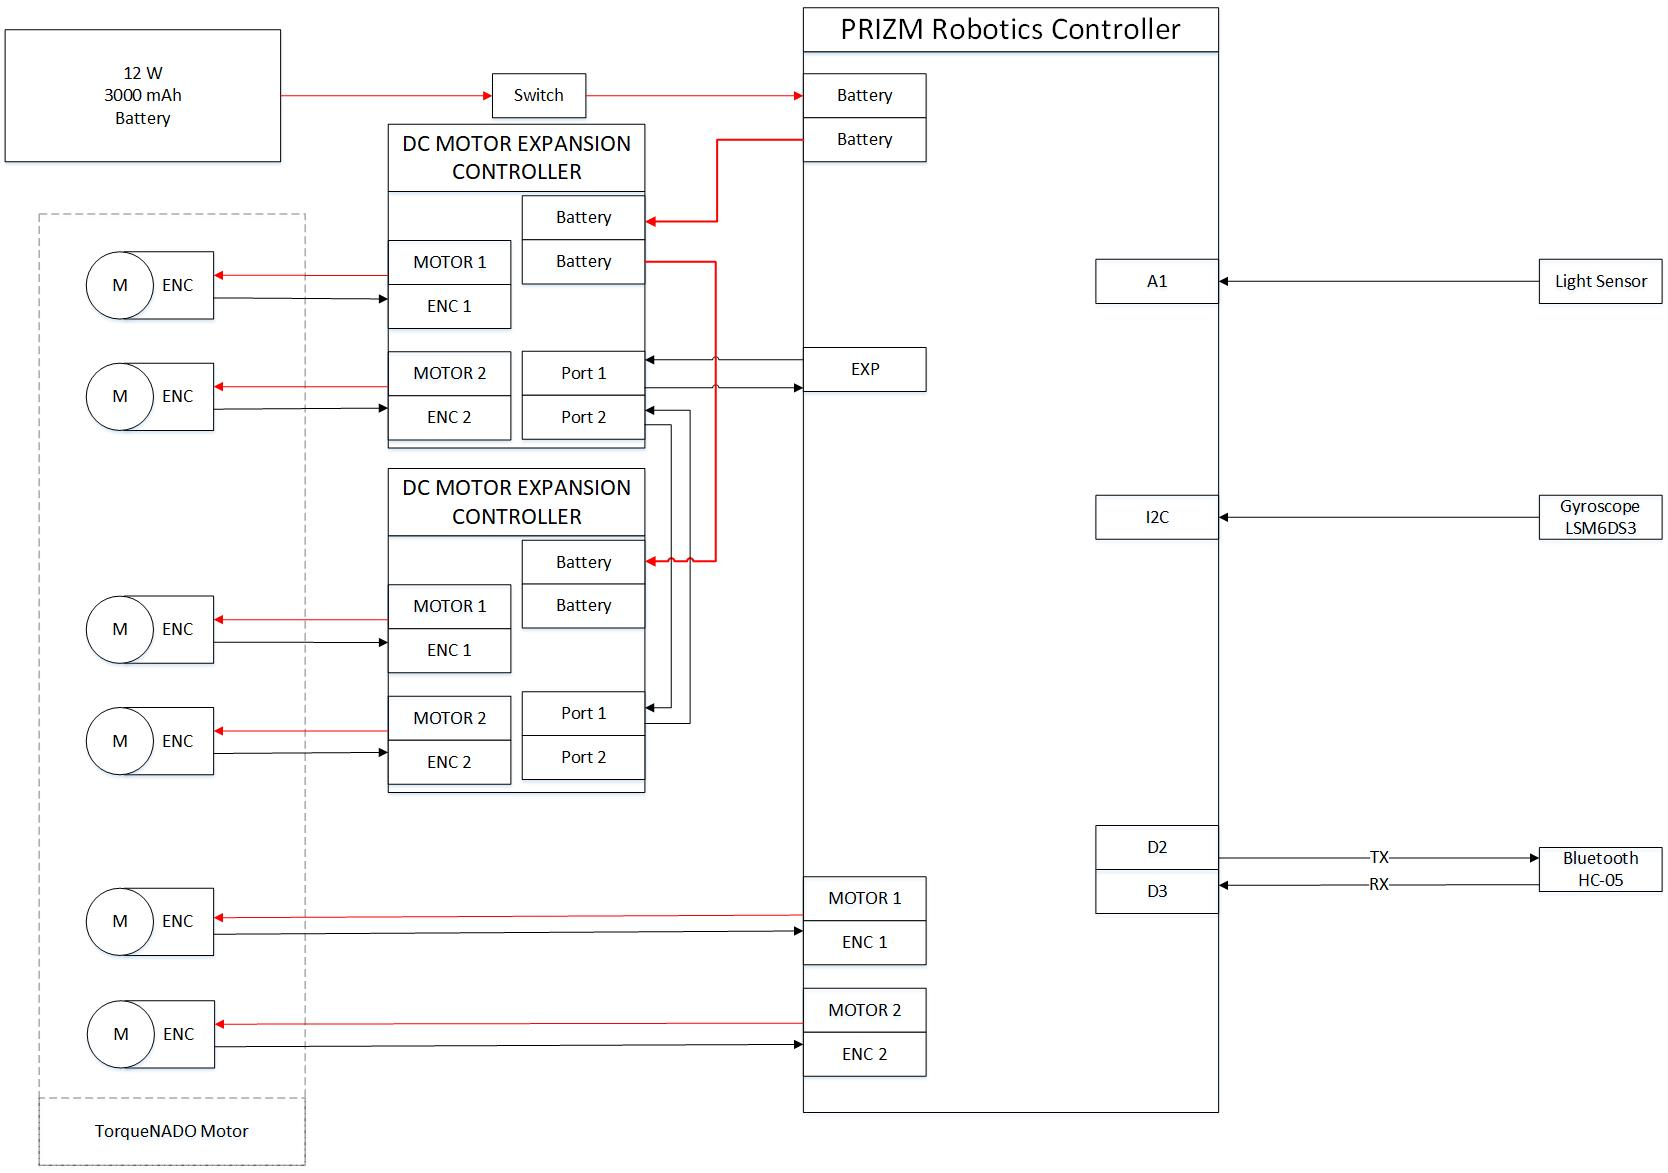 PRIZM Robotics Controller
12 W
3000 mAh
Battery
Switch
Battery
Battery
DC MOTOR EXPANSION
CONTROLLER
Battery
Battery
MOTOR 1
ENC 1
MOTOR 2
ENC 2
Port 1
Port 2
M ENC
M ENC
EXP
A1
Light Sensor
DC MOTOR EXPANSION
CONTROLLER
Battery
Battery
MOTOR 1
ENC 1
MOTOR 2
ENC 2
Port 1
Port 2
M ENC
M ENC
I2C
Gyroscope
LSM6DS3
D2
D3
TX
RX
Bluetooth
HC-05
M ENC
MOTOR 1
ENC 1
M ENC
MOTOR 2
ENC 2
TorqueNADO Motor